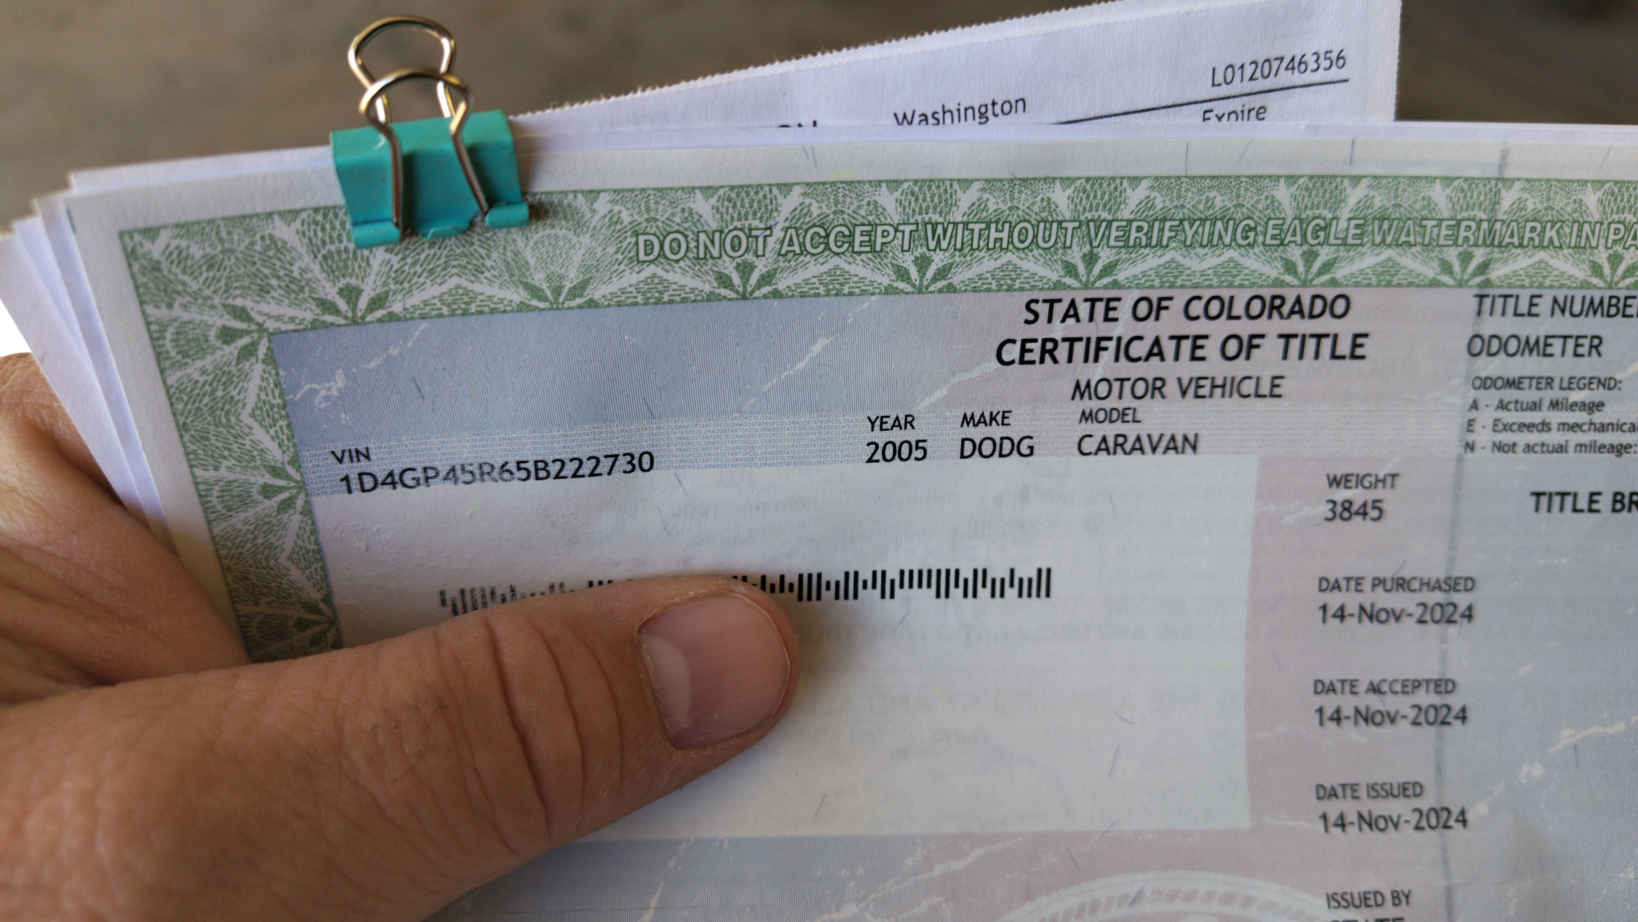 L0120746356
Washington
Expire
DO NOT ACCEPT WITHOUT VERIFYING EAGLE WATERMARK IN
STATE OF COLORADO
CERTIFICATE OF TITLE
MOTOR VEHICLE
TITLE NUMBE
ODOMETER
ODOMETER LEGEND:
A - Actual Mileage
E - Exceeds mechanica
N - Not actual mileage:
VIN YEAR MAKE MODEL
1D4GP45R65B222730 2005 DODG CARAVAN
WEIGHT
3845
TITLE BR
DATE PURCHASED
14-Nov-2024
DATE ACCEPTED
14-Nov-2024
DATE ISSUED
14-Nov-2024
ISSUED BY